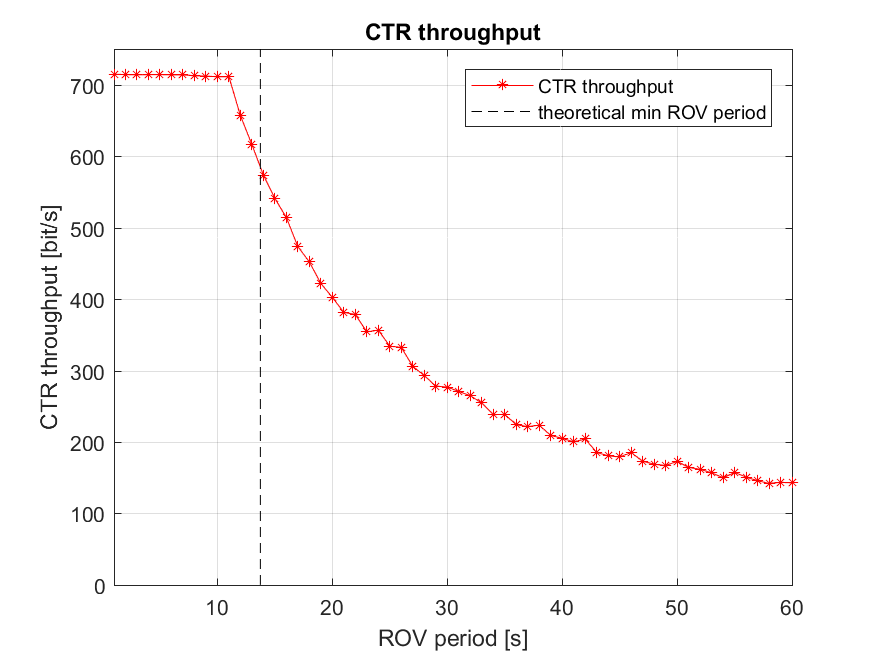 CTR throughput
CTR throughput
theoretical min ROV period
CTR throughput [bit/s]
700
600
500
400
300
200
100
0
10 20 30 40 50 60
ROV period [s]